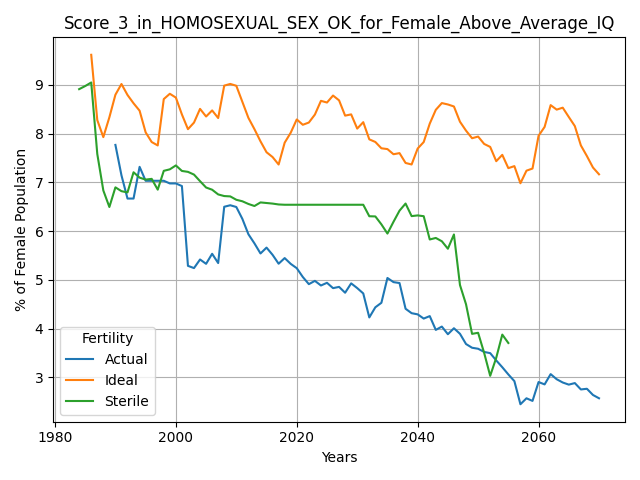 Score_3_in_HOMOSEXUAL_SEX_OK_for_Female_Above_Average_IQ
% of Female Population
9
8
7
6
5
4
3
Fertility
Actual
Ideal
Sterile
1980 2000 2020 2040 2060
Years